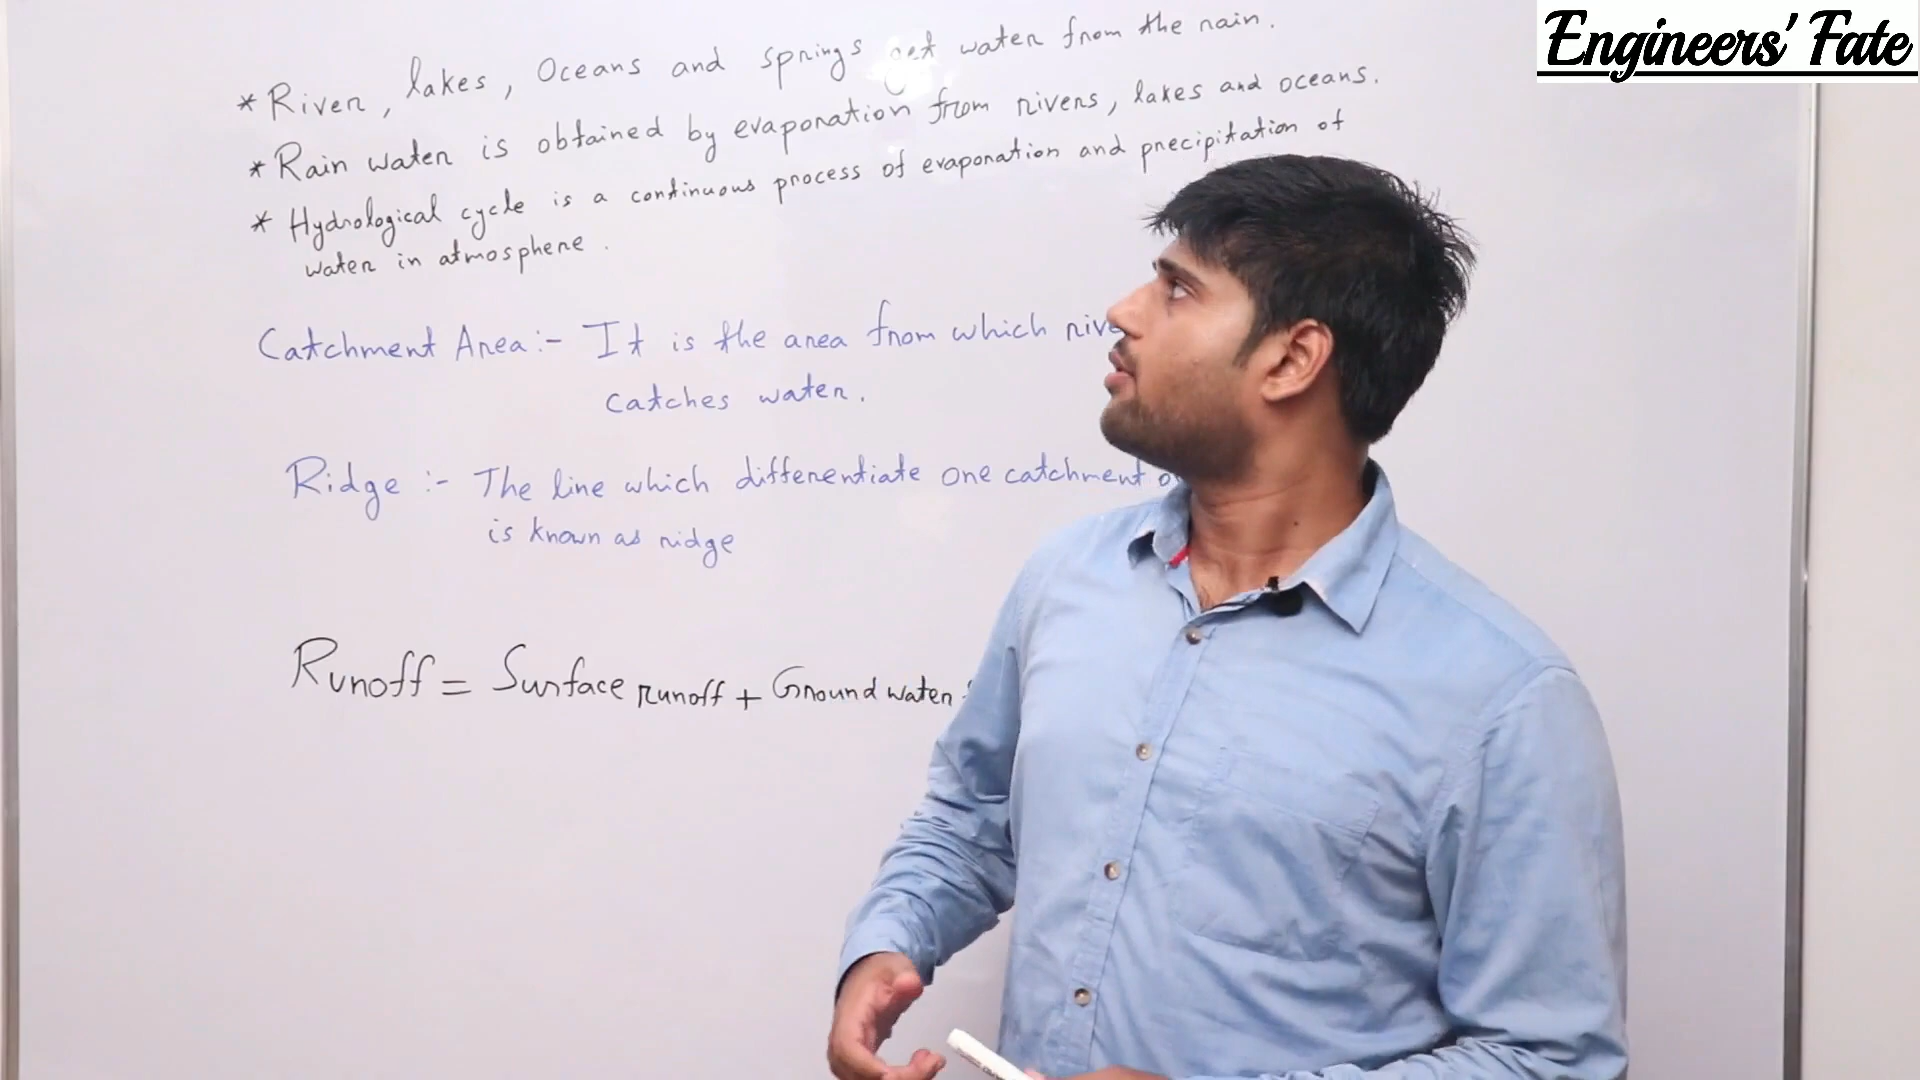 Engineers' Fate
* River, lakes, Oceans and springs get water from the rain.
* Rain water is obtained by evaporation from rivers, lakes and oceans.
* Hydrological cycle is a continuous process of evaporation and precipitation of
water in atmosphere.
Catchment Area :- It is the area from which
catches water.
Ridge :- The line which differentiate one catchment
is known as ridge
Runoff = Surface runoff + Ground water